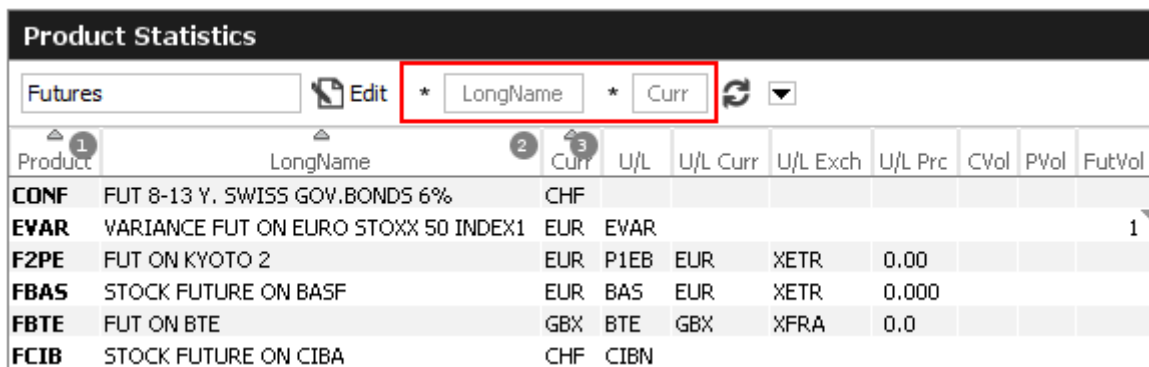 Product Statistics
Futures Edit * LongName * Curr
Product 1 LongName 2 Curr 3 U/L U/L Curr U/L Exch U/L Prc CVol PVol FutVol
CONF FUT 8-13 Y. SWISS GOV.BONDS 6% CHF
EVAR VARIANCE FUT ON EURO STOXX 50 INDEX1 EUR EVAR 1
F2PE FUT ON KYOTO 2 EUR P1EB EUR XETR 0.00
FBAS STOCK FUTURE ON BASF EUR BAS EUR XETR 0.000
FBTE FUT ON BTE GBX BTE GBX XFRA 0.0
FCIB STOCK FUTURE ON CIBA CHF CIBN